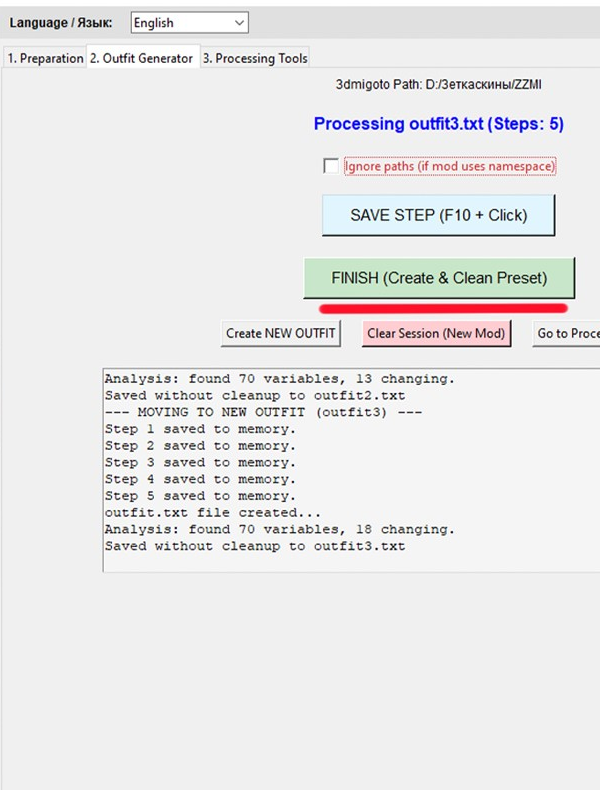 Language / Язык: English
1. Preparation 2. Outfit Generator 3. Processing Tools
3dmigoto Path: D:/Зеткаскины/ZZMI
Processing outfit3.txt (Steps: 5)
Ignore paths (if mod uses namespace)
SAVE STEP (F10 + Click)
FINISH (Create & Clean Preset)
Create NEW OUTFIT Clear Session (New Mod) Go to Proce
Analysis: found 70 variables, 13 changing.
Saved without cleanup to outfit2.txt
--- MOVING TO NEW OUTFIT (outfit3) ---
Step 1 saved to memory.
Step 2 saved to memory.
Step 3 saved to memory.
Step 4 saved to memory.
Step 5 saved to memory.
outfit.txt file created...
Analysis: found 70 variables, 18 changing.
Saved without cleanup to outfit3.txt